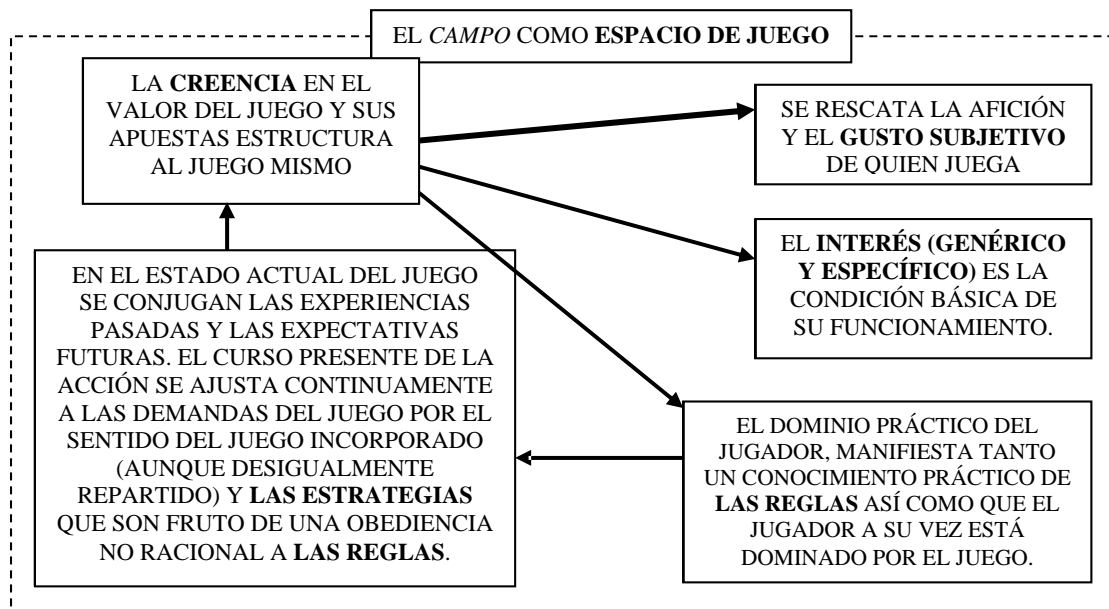 EL CAMPO COMO ESPACIO DE JUEGO
LA CREENCIA EN EL
VALOR DEL JUEGO Y SUS
APUESTAS ESTRUCTURA
AL JUEGO MISMO
SE RESCATA LA AFICIÓN
Y EL GUSTO SUBJETIVO
DE QUIEN JUEGA
EL INTERÉS (GENÉRICO
Y ESPECÍFICO) ES LA
CONDICIÓN BÁSICA DE
SU FUNCIONAMIENTO.
EN EL ESTADO ACTUAL DEL JUEGO
SE CONJUGAN LAS EXPERIENCIAS
PASADAS Y LAS EXPECTATIVAS
FUTURAS. EL CURSO PRESENTE DE LA
ACCIÓN SE AJUSTA CONTINUAMENTE
A LAS DEMANDAS DEL JUEGO POR EL
SENTIDO DEL JUEGO INCORPORADO
(AUNQUE DESIGUALMENTE
REPARTIDO) Y LAS ESTRATEGIAS
QUE SON FRUTO DE UNA OBEDIENCIA
NO RACIONAL A LAS REGLAS.
EL DOMINIO PRÁCTICO DEL
JUGADOR, MANIFIESTA TANTO
UN CONOCIMIENTO PRÁCTICO DE
LAS REGLAS ASÍ COMO QUE EL
JUGADOR A SU VEZ ESTÁ
DOMINADO POR EL JUEGO.